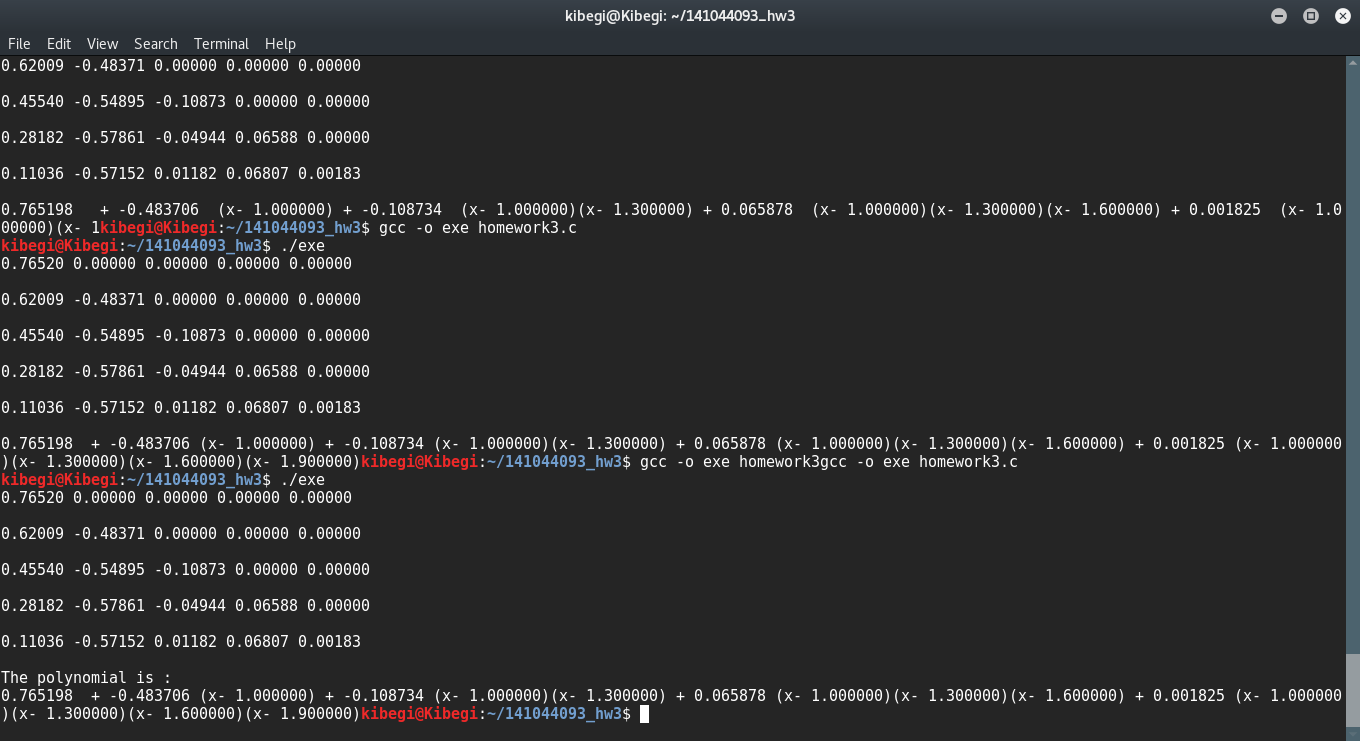 kibegi@Kibegi: ~/141044093_hw3
File Edit View Search Terminal Help
0.62009 -0.48371 0.00000 0.00000 0.00000
0.45540 -0.54895 -0.10873 0.00000 0.00000
0.28182 -0.57861 -0.04944 0.06588 0.00000
0.11036 -0.57152 0.01182 0.06807 0.00183
0.765198   + -0.483706  (x- 1.000000) + -0.108734  (x- 1.000000)(x- 1.300000) + 0.065878  (x- 1.000000)(x- 1.300000)(x- 1.600000) + 0.001825  (x- 1.0
00000)(x- 1kibegi@Kibegi:~/141044093_hw3$ gcc -o exe homework3.c
kibegi@Kibegi:~/141044093_hw3$ ./exe
0.76520 0.00000 0.00000 0.00000 0.00000
0.62009 -0.48371 0.00000 0.00000 0.00000
0.45540 -0.54895 -0.10873 0.00000 0.00000
0.28182 -0.57861 -0.04944 0.06588 0.00000
0.11036 -0.57152 0.01182 0.06807 0.00183
0.765198  + -0.483706 (x- 1.000000) + -0.108734 (x- 1.000000)(x- 1.300000) + 0.065878 (x- 1.000000)(x- 1.300000)(x- 1.600000) + 0.001825 (x- 1.000000
)(x- 1.300000)(x- 1.600000)(x- 1.900000)kibegi@Kibegi:~/141044093_hw3$ gcc -o exe homework3gcc -o exe homework3.c
kibegi@Kibegi:~/141044093_hw3$ ./exe
0.76520 0.00000 0.00000 0.00000 0.00000
0.62009 -0.48371 0.00000 0.00000 0.00000
0.45540 -0.54895 -0.10873 0.00000 0.00000
0.28182 -0.57861 -0.04944 0.06588 0.00000
0.11036 -0.57152 0.01182 0.06807 0.00183
The polynomial is :
0.765198  + -0.483706 (x- 1.000000) + -0.108734 (x- 1.000000)(x- 1.300000) + 0.065878 (x- 1.000000)(x- 1.300000)(x- 1.600000) + 0.001825 (x- 1.000000
)(x- 1.300000)(x- 1.600000)(x- 1.900000)kibegi@Kibegi:~/141044093_hw3$